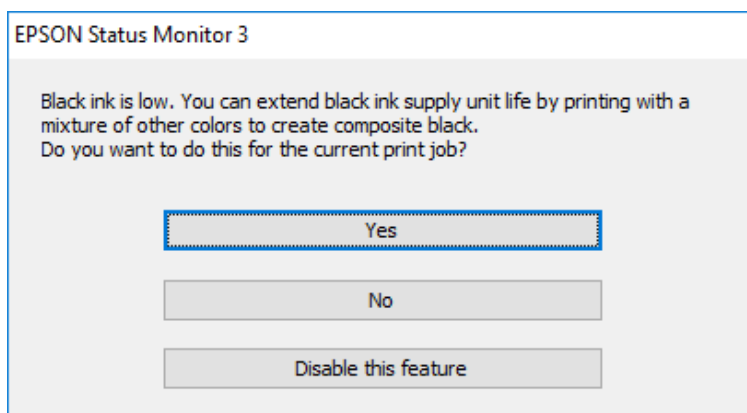 EPSON Status Monitor 3
Black ink is low. You can extend black ink supply unit life by printing with a
mixture of other colors to create composite black.
Do you want to do this for the current print job?
Yes
No
Disable this feature